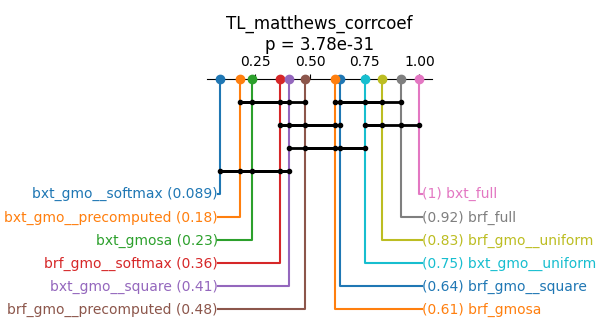 TL_matthews_corrcoef
p = 3.78e-31
0.25 0.50 0.75 1.00
bxt_gmo__softmax (0.089) (1) bxt_full
bxt_gmo__precomputed (0.18) (0.92) brf_full
bxt_gmosa (0.23) (0.83) brf_gmo__uniform
brf_gmo__softmax (0.36) (0.75) bxt_gmo__uniform
bxt_gmo__square (0.41) (0.64) brf_gmo__square
brf_gmo__precomputed (0.48) (0.61) brf_gmosa